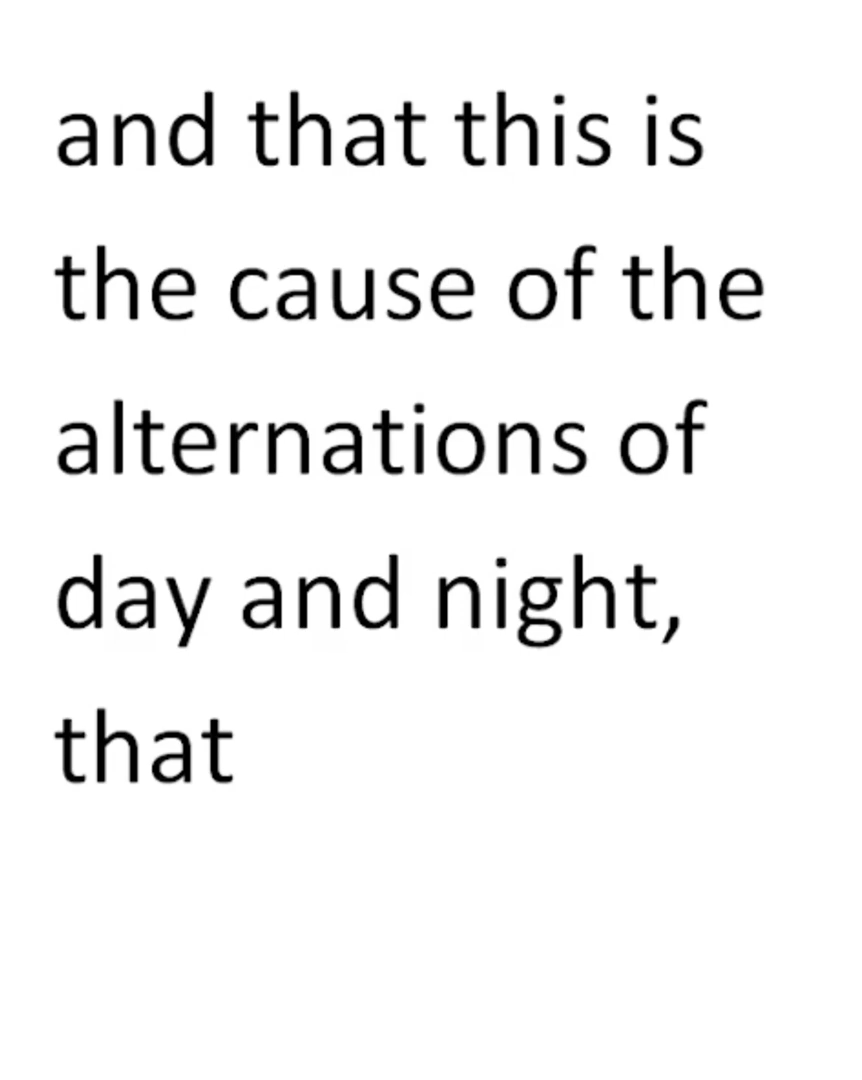 and that this is
the cause of the
alternations of
day and night,
that